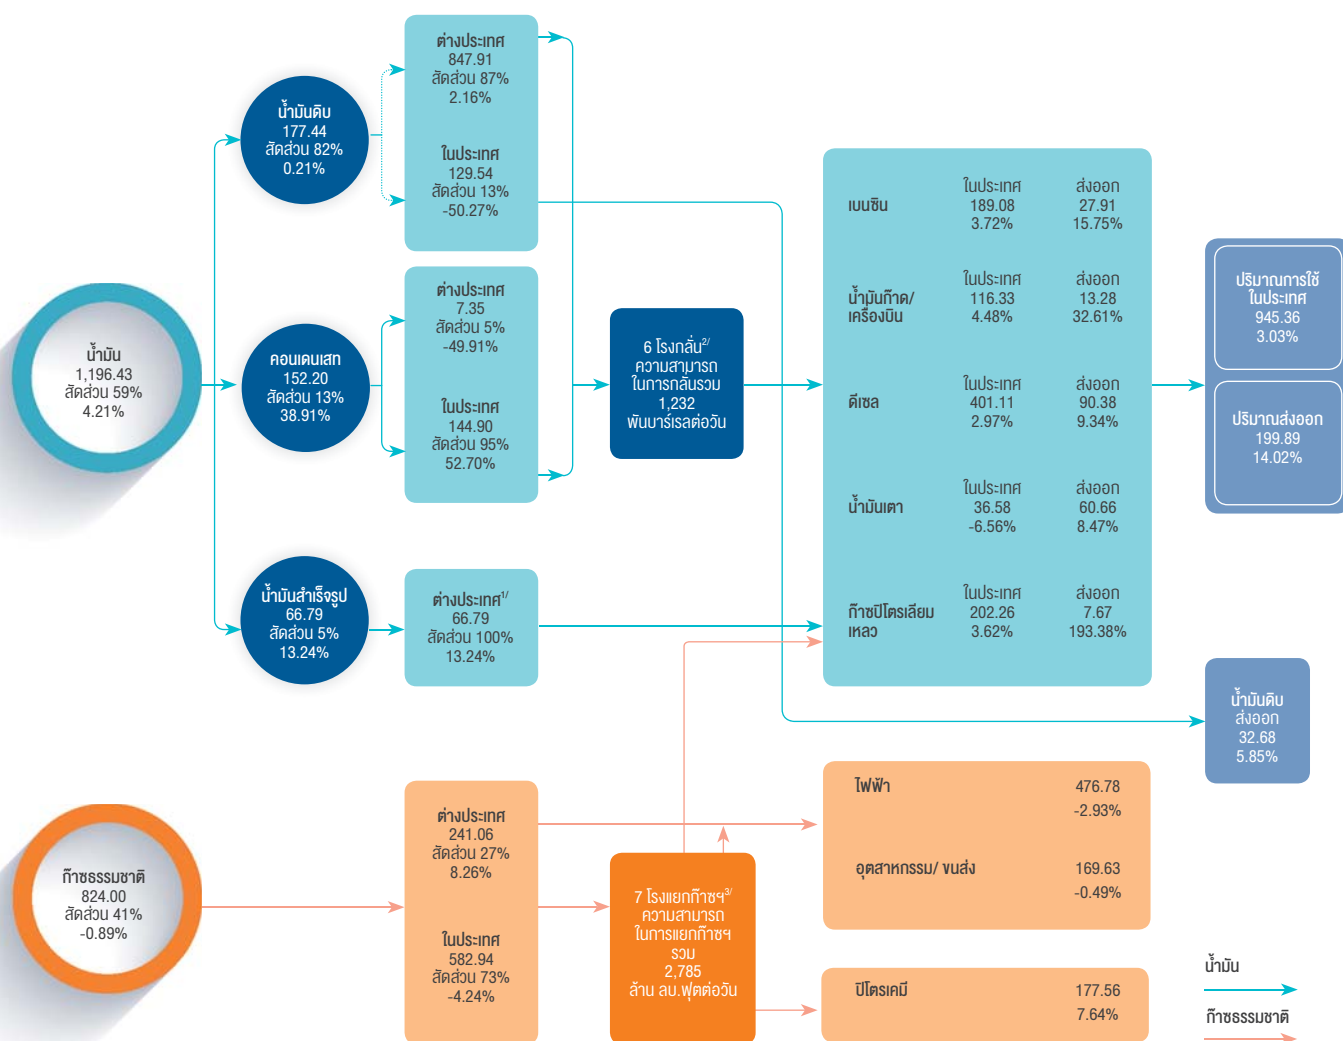 น้ำมัน
1,196.43
สัดส่วน 59%
4.21%
น้ำมันดิบ
177.44
สัดส่วน 82%
0.21%
คอนเดนเสท
152.20
สัดส่วน 13%
38.91%
น้ำมันสำเร็จรูป
66.79
สัดส่วน 5%
13.24%
ต่างประเทศ
847.91
สัดส่วน 87%
2.16%
ในประเทศ
129.54
สัดส่วน 13%
-50.27%
ต่างประเทศ
7.35
สัดส่วน 5%
-49.91%
ในประเทศ
144.90
สัดส่วน 95%
52.70%
ต่างประเทศ1/
66.79
สัดส่วน 100%
13.24%
6 โรงกลั่น2/
ความสามารถ
ในการกลั่นรวม
1,232
พันบาร์เรลต่อวัน
ในประเทศ ส่งออก
เบนซิน 189.08 27.91
3.72% 15.75%
ในประเทศ ส่งออก
น้ำมันก๊าด/ 116.33 13.28
เครื่องบิน 4.48% 32.61%
ในประเทศ ส่งออก
ดีเซล 401.11 90.38
2.97% 9.34%
ในประเทศ ส่งออก
น้ำมันเตา 36.58 60.66
-6.56% 8.47%
ในประเทศ ส่งออก
ก๊าซปิโตรเลียม 202.26 7.67
เหลว 3.62% 193.38%
ปริมาณการใช้
ในประเทศ
945.36
3.03%
ปริมาณส่งออก
199.89
14.02%
น้ำมันดิบ
ส่งออก
32.68
5.85%
ก๊าซธรรมชาติ
824.00
สัดส่วน 41%
-0.89%
ต่างประเทศ
241.06
สัดส่วน 27%
8.26%
ในประเทศ
582.94
สัดส่วน 73%
-4.24%
7 โรงแยกก๊าซฯ3/
ความสามารถ
ในการแยกก๊าซฯ
รวม
2,785
ล้าน ลบ.ฟุตต่อวัน
ไฟฟ้า 476.78
-2.93%
อุตสาหกรรม/ ขนส่ง 169.63
-0.49%
ปิโตรเคมี 177.56
7.64%
น้ำมัน
ก๊าซธรรมชาติ